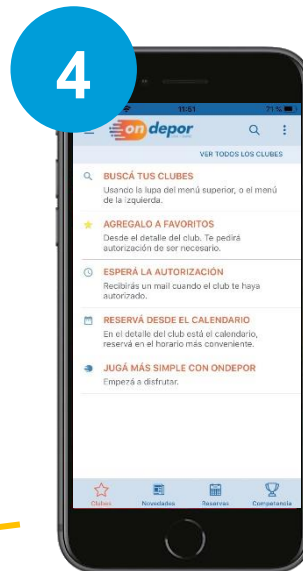 4
11:51
71 %
ondepor
VER TODOS LOS CLUBES
BUSCÁ TUS CLUBES
Usando la lupa del menú superior, o el menú
de la izquierda.
AGREGALO A FAVORITOS
Desde el detalle del club. Te pedirá
autorización de ser necesario.
ESPERÁ LA AUTORIZACIÓN
Recibirás un mail cuando el club te haya
autorizado.
RESERVÁ DESDE EL CALENDARIO
En el detalle del club está el calendario,
reservá en el horario más conveniente.
JUGÁ MÁS SIMPLE CON ONDEPOR
Empezá a disfrutar.
Clubes Novedades Reservas Competencia